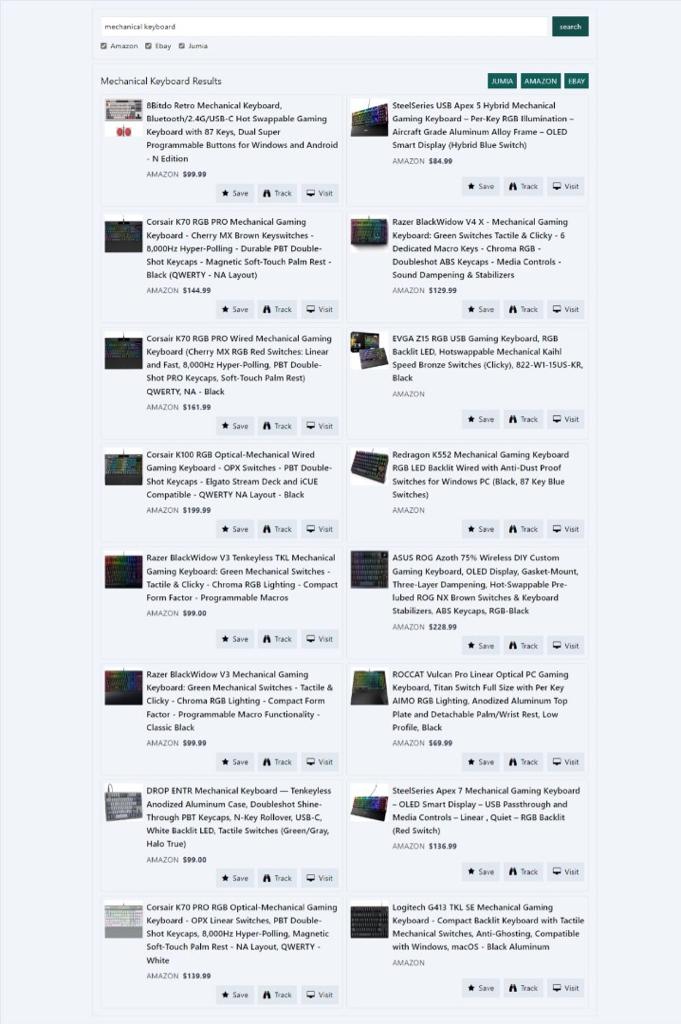 mechanical keyboard
search
Amazon Ebay Jumia
Mechanical Keyboard Results
JUMIA AMAZON EBAY
8Bitdo Retro Mechanical Keyboard,
Bluetooth/2.4G/USB-C Hot Swappable Gaming
Keyboard with 87 Keys, Dual Super
Programmable Buttons for Windows and Android
- N Edition
AMAZON $99.99
Save Track Visit
SteelSeries USB Apex 5 Hybrid Mechanical
Gaming Keyboard – Per-Key RGB Illumination –
Aircraft Grade Aluminum Alloy Frame – OLED
Smart Display (Hybrid Blue Switch)
AMAZON $84.99
Save Track Visit
Corsair K70 RGB PRO Mechanical Gaming
Keyboard - Cherry MX Brown Keyswitches -
8,000Hz Hyper-Polling - Durable PBT Double-
Shot Keycaps - Magnetic Soft-Touch Palm Rest -
Black (QWERTY - NA Layout)
AMAZON $144.99
Save Track Visit
Razer BlackWidow V4 X - Mechanical Gaming
Keyboard: Green Switches Tactile & Clicky - 6
Dedicated Macro Keys - Chroma RGB -
Doubleshot ABS Keycaps - Media Controls -
Sound Dampening & Stabilizers
AMAZON $129.99
Save Track Visit
Corsair K70 RGB PRO Wired Mechanical Gaming
Keyboard (Cherry MX RGB Red Switches: Linear
and Fast, 8,000Hz Hyper-Polling, PBT Double-
Shot PRO Keycaps, Soft-Touch Palm Rest)
QWERTY, NA - Black
AMAZON $161.99
Save Track Visit
EVGA Z15 RGB USB Gaming Keyboard, RGB
Backlit LED, Hotswappable Mechanical Kaihl
Speed Bronze Switches (Clicky), 822-W1-15US-KR,
Black
AMAZON
Save Track Visit
Corsair K100 RGB Optical-Mechanical Wired
Gaming Keyboard - OPX Switches - PBT Double-
Shot Keycaps - Elgato Stream Deck and iCUE
Compatible - QWERTY NA Layout - Black
AMAZON $199.99
Save Track Visit
Redragon K552 Mechanical Gaming Keyboard
RGB LED Backlit Wired with Anti-Dust Proof
Switches for Windows PC (Black, 87 Key Blue
Switches)
AMAZON
Save Track Visit
Razer BlackWidow V3 Tenkeyless TKL Mechanical
Gaming Keyboard: Green Mechanical Switches -
Tactile & Clicky - Chroma RGB Lighting - Compact
Form Factor - Programmable Macros
AMAZON $99.00
Save Track Visit
ASUS ROG Azoth 75% Wireless DIY Custom
Gaming Keyboard, OLED Display, Gasket-Mount,
Three-Layer Dampening, Hot-Swappable Pre-
lubed ROG NX Brown Switches & Keyboard
Stabilizers, ABS Keycaps, RGB-Black
AMAZON $228.99
Save Track Visit
Razer BlackWidow V3 Mechanical Gaming
Keyboard: Green Mechanical Switches - Tactile &
Clicky - Chroma RGB Lighting - Compact Form
Factor - Programmable Macro Functionality -
Classic Black
AMAZON $99.99
Save Track Visit
ROCCAT Vulcan Pro Linear Optical PC Gaming
Keyboard, Titan Switch Full Size with Per Key
AIMO RGB Lighting, Anodized Aluminum Top
Plate and Detachable Palm/Wrist Rest, Low
Profile, Black
AMAZON $69.99
Save Track Visit
DROP ENTR Mechanical Keyboard — Tenkeyless
Anodized Aluminum Case, Doubleshot Shine-
Through PBT Keycaps, N-Key Rollover, USB-C,
White Backlit LED, Tactile Switches (Green/Gray,
Halo True)
AMAZON $99.00
Save Track Visit
SteelSeries Apex 7 Mechanical Gaming Keyboard
– OLED Smart Display – USB Passthrough and
Media Controls – Linear , Quiet – RGB Backlit
(Red Switch)
AMAZON $136.99
Save Track Visit
Corsair K70 PRO RGB Optical-Mechanical Gaming
Keyboard - OPX Linear Switches, PBT Double-
Shot Keycaps, 8,000Hz Hyper-Polling, Magnetic
Soft-Touch Palm Rest - NA Layout, QWERTY -
White
AMAZON $139.99
Save Track Visit
Logitech G413 TKL SE Mechanical Gaming
Keyboard - Compact Backlit Keyboard with Tactile
Mechanical Switches, Anti-Ghosting, Compatible
with Windows, macOS - Black Aluminum
AMAZON
Save Track Visit